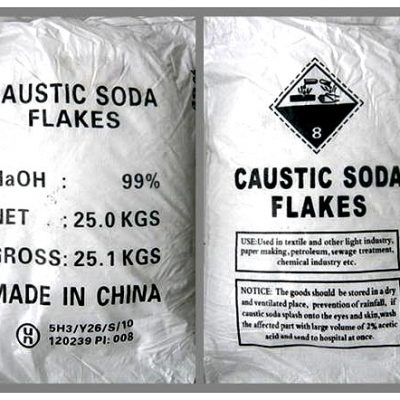 AUSTIC SODA
FLAKES
NaOH : 99%
NET : 25.0 KGS
GROSS: 25.1 KGS
MADE IN CHINA
un 5H3/Y26/S/10
120239 PI: 008
8
CAUSTIC SODA
FLAKES
USE:Used in textile and other light industry,
paper making, petroleum, sewage treatment,
chemical industry etc.
NOTICE: The goods should be stored in a dry
and ventilated place, prevention of rainfall, if
caustic soda splash onto the eyes and skin,wash
the affected part with large volume of 2% acetic
acid and send to hospital at once.